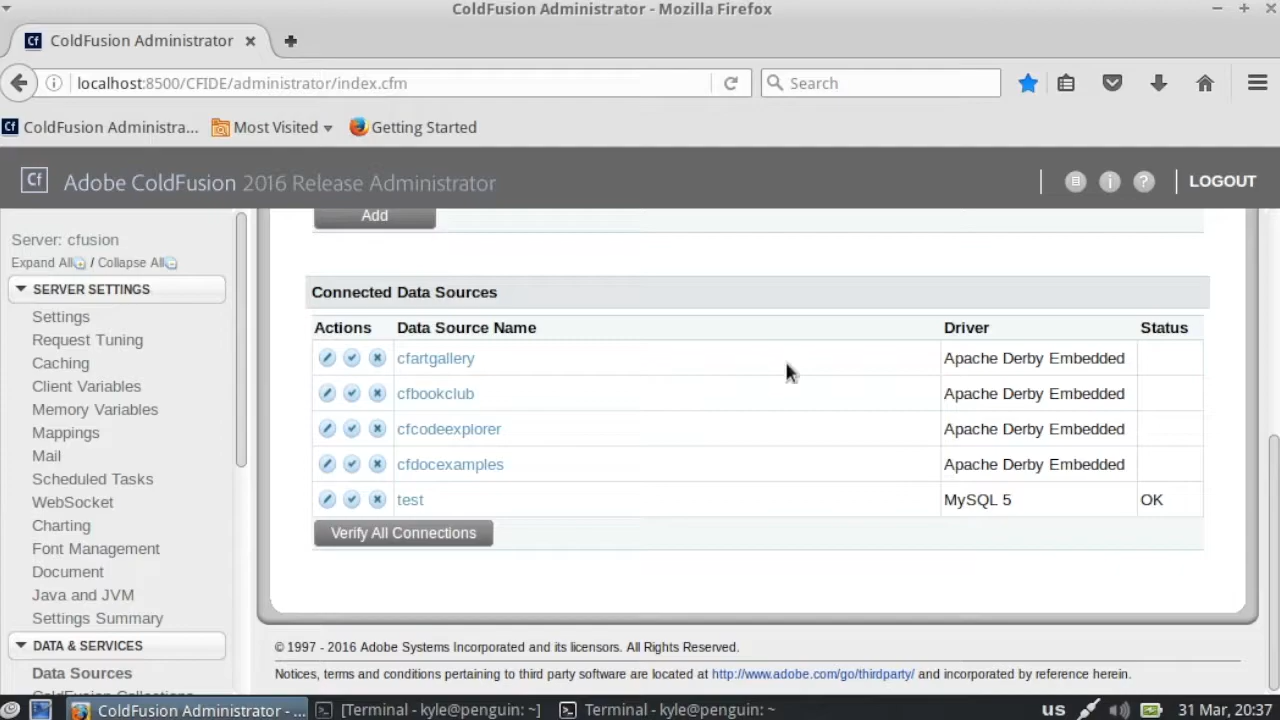 ColdFusion Administrator - Mozilla Firefox
Cf ColdFusion Administrator
localhost:8500/CFIDE/administrator/index.cfm
Search
Cf ColdFusion Administra... Most Visited Getting Started
Cf Adobe ColdFusion 2016 Release Administrator
LOGOUT
Server: cfusion
Expand All / Collapse All
SERVER SETTINGS
Settings
Request Tuning
Caching
Client Variables
Memory Variables
Mappings
Mail
Scheduled Tasks
WebSocket
Charting
Font Management
Document
Java and JVM
Settings Summary
DATA & SERVICES
Data Sources
ColdFusion Collections
Add
Connected Data Sources
Actions Data Source Name Driver Status
cfartgallery Apache Derby Embedded
cfbookclub Apache Derby Embedded
cfcodeexplorer Apache Derby Embedded
cfdocexamples Apache Derby Embedded
test MySQL 5 OK
Verify All Connections
© 1997 - 2016 Adobe Systems Incorporated and its licensors. All Rights Reserved.
Notices, terms and conditions pertaining to third party software are located at http://www.adobe.com/go/thirdparty/ and incorporated by reference herein.
ColdFusion Administrator - ... [Terminal - kyle@penguin: ~] Terminal - kyle@penguin: ~ us 31 Mar, 20:37